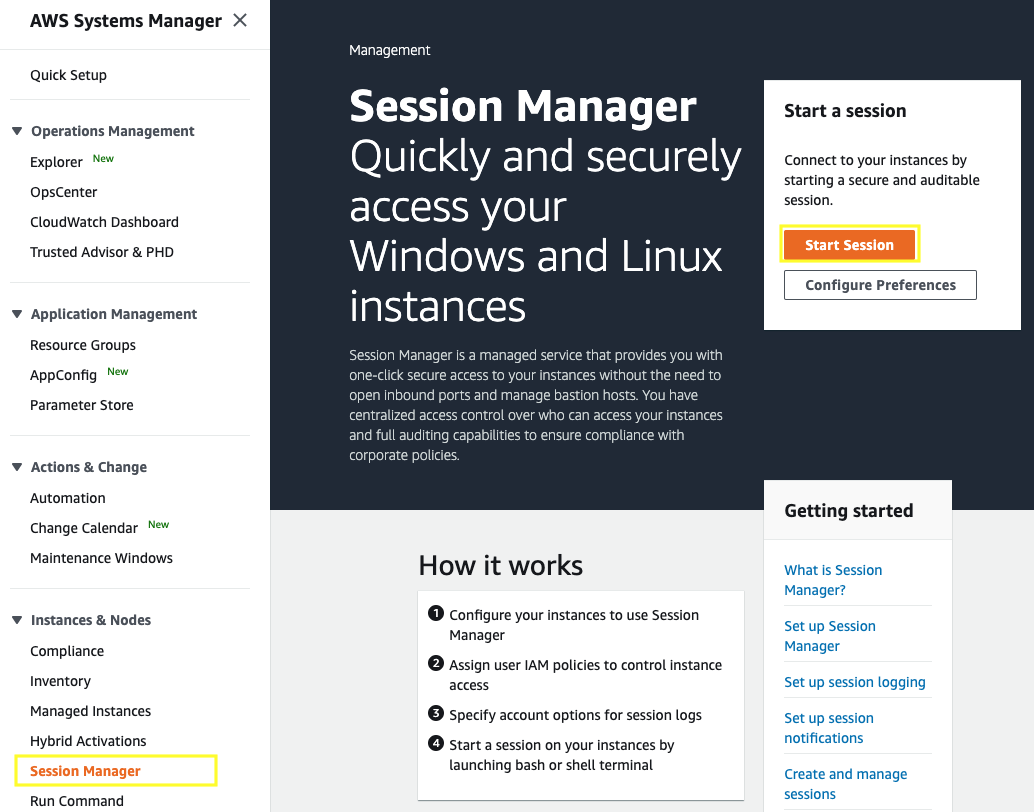 AWS Systems Manager
Quick Setup
Operations Management
Explorer New
OpsCenter
CloudWatch Dashboard
Trusted Advisor & PHD
Application Management
Resource Groups
AppConfig New
Parameter Store
Actions & Change
Automation
Change Calendar New
Maintenance Windows
Instances & Nodes
Compliance
Inventory
Managed Instances
Hybrid Activations
Session Manager
Run Command
Management
Session Manager
Quickly and securely
access your
Windows and Linux
instances
Session Manager is a managed service that provides you with
one-click secure access to your instances without the need to
open inbound ports and manage bastion hosts. You have
centralized access control over who can access your instances
and full auditing capabilities to ensure compliance with
corporate policies.
Start a session
Connect to your instances by
starting a secure and auditable
session.
Start Session
Configure Preferences
How it works
1 Configure your instances to use Session
Manager
2 Assign user IAM policies to control instance
access
3 Specify account options for session logs
4 Start a session on your instances by
launching bash or shell terminal
Getting started
What is Session
Manager?
Set up Session
Manager
Set up session logging
Set up session
notifications
Create and manage
sessions